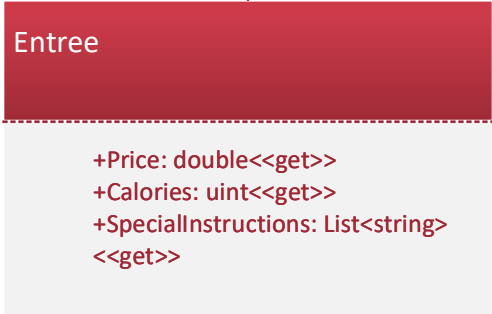 Entree
+Price: double<<get>>
+Calories: uint<<get>>
+SpecialInstructions: List<string>
<<get>>